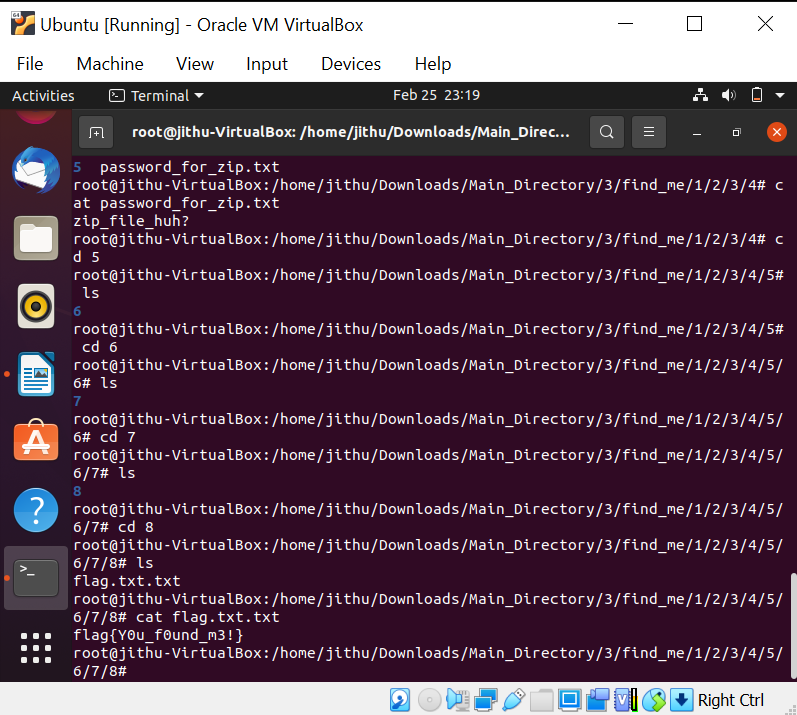 Ubuntu [Running] - Oracle VM VirtualBox
File Machine View Input Devices Help
Activities Terminal Feb 25 23:19
root@jithu-VirtualBox: /home/jithu/Downloads/Main_Direc...
5 password_for_zip.txt
root@jithu-VirtualBox:/home/jithu/Downloads/Main_Directory/3/find_me/1/2/3/4# c
at password_for_zip.txt
zip_file_huh?
root@jithu-VirtualBox:/home/jithu/Downloads/Main_Directory/3/find_me/1/2/3/4# c
d 5
root@jithu-VirtualBox:/home/jithu/Downloads/Main_Directory/3/find_me/1/2/3/4/5#
ls
6
root@jithu-VirtualBox:/home/jithu/Downloads/Main_Directory/3/find_me/1/2/3/4/5#
cd 6
root@jithu-VirtualBox:/home/jithu/Downloads/Main_Directory/3/find_me/1/2/3/4/5/
6# ls
7
root@jithu-VirtualBox:/home/jithu/Downloads/Main_Directory/3/find_me/1/2/3/4/5/
6# cd 7
root@jithu-VirtualBox:/home/jithu/Downloads/Main_Directory/3/find_me/1/2/3/4/5/
6/7# ls
8
root@jithu-VirtualBox:/home/jithu/Downloads/Main_Directory/3/find_me/1/2/3/4/5/
6/7# cd 8
root@jithu-VirtualBox:/home/jithu/Downloads/Main_Directory/3/find_me/1/2/3/4/5/
6/7/8# ls
flag.txt.txt
root@jithu-VirtualBox:/home/jithu/Downloads/Main_Directory/3/find_me/1/2/3/4/5/
6/7/8# cat flag.txt.txt
flag{Y0u_f0und_m3!}
root@jithu-VirtualBox:/home/jithu/Downloads/Main_Directory/3/find_me/1/2/3/4/5/
6/7/8#
Right Ctrl